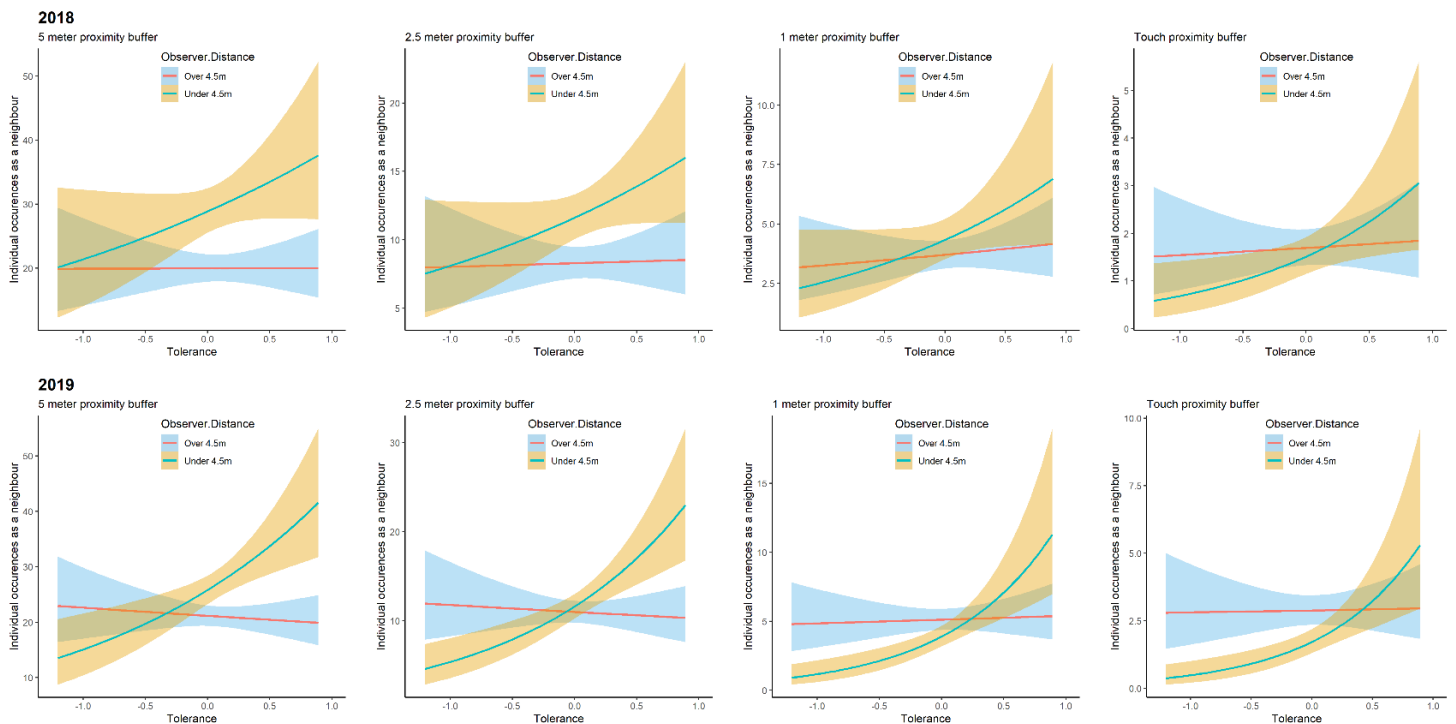 2018
5 meter proximity buffer
Individual occurences as a neighbour
50
40
30
20
Observer.Distance
Over 4.5m
Under 4.5m
-1.0 -0.5 0.0 0.5 1.0
Tolerance
2.5 meter proximity buffer
Individual occurences as a neighbour
20
15
10
5
Observer.Distance
Over 4.5m
Under 4.5m
-1.0 -0.5 0.0 0.5 1.0
Tolerance
1 meter proximity buffer
Individual occurences as a neighbour
10.0
7.5
5.0
2.5
Observer.Distance
Over 4.5m
Under 4.5m
-1.0 -0.5 0.0 0.5 1.0
Tolerance
Touch proximity buffer
Individual occurences as a neighbour
5
4
3
2
1
0
Observer.Distance
Over 4.5m
Under 4.5m
-1.0 -0.5 0.0 0.5 1.0
Tolerance
2019
5 meter proximity buffer
Individual occurences as a neighbour
50
40
30
20
10
Observer.Distance
Over 4.5m
Under 4.5m
-1.0 -0.5 0.0 0.5 1.0
Tolerance
2.5 meter proximity buffer
Individual occurences as a neighbour
30
20
10
Observer.Distance
Over 4.5m
Under 4.5m
-1.0 -0.5 0.0 0.5 1.0
Tolerance
1 meter proximity buffer
Individual occurences as a neighbour
15
10
5
0
Observer.Distance
Over 4.5m
Under 4.5m
-1.0 -0.5 0.0 0.5 1.0
Tolerance
Touch proximity buffer
Individual occurences as a neighbour
10.0
7.5
5.0
2.5
0.0
Observer.Distance
Over 4.5m
Under 4.5m
-1.0 -0.5 0.0 0.5 1.0
Tolerance